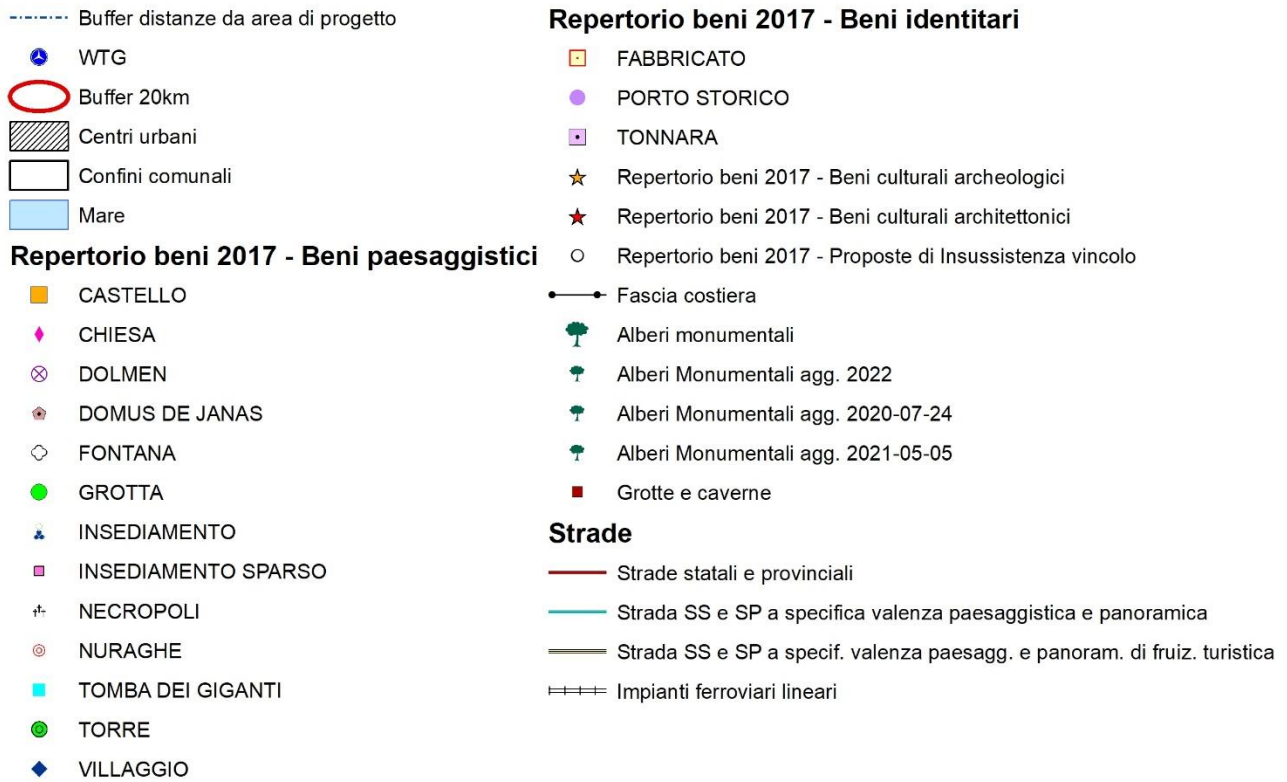 Buffer distanze da area di progetto
WTG
Buffer 20km
Centri urbani
Confini comunali
Mare
Repertorio beni 2017 - Beni paesaggistici
CASTELLO
CHIESA
DOLMEN
DOMUS DE JANAS
FONTANA
GROTTA
INSEDIAMENTO
INSEDIAMENTO SPARSO
NECROPOLI
NURAGHE
TOMBA DEI GIGANTI
TORRE
VILLAGGIO
Repertorio beni 2017 - Beni identitari
FABBRICATO
PORTO STORICO
TONNARA
Repertorio beni 2017 - Beni culturali archeologici
Repertorio beni 2017 - Beni culturali architettonici
Repertorio beni 2017 - Proposte di Insussistenza vincolo
Fascia costiera
Alberi monumentali
Alberi Monumentali agg. 2022
Alberi Monumentali agg. 2020-07-24
Alberi Monumentali agg. 2021-05-05
Grotte e caverne
Strade
Strade statali e provinciali
Strada SS e SP a specifica valenza paesaggistica e panoramica
Strada SS e SP a specif. valenza paesagg. e panoram. di fruiz. turistica
Impianti ferroviari lineari